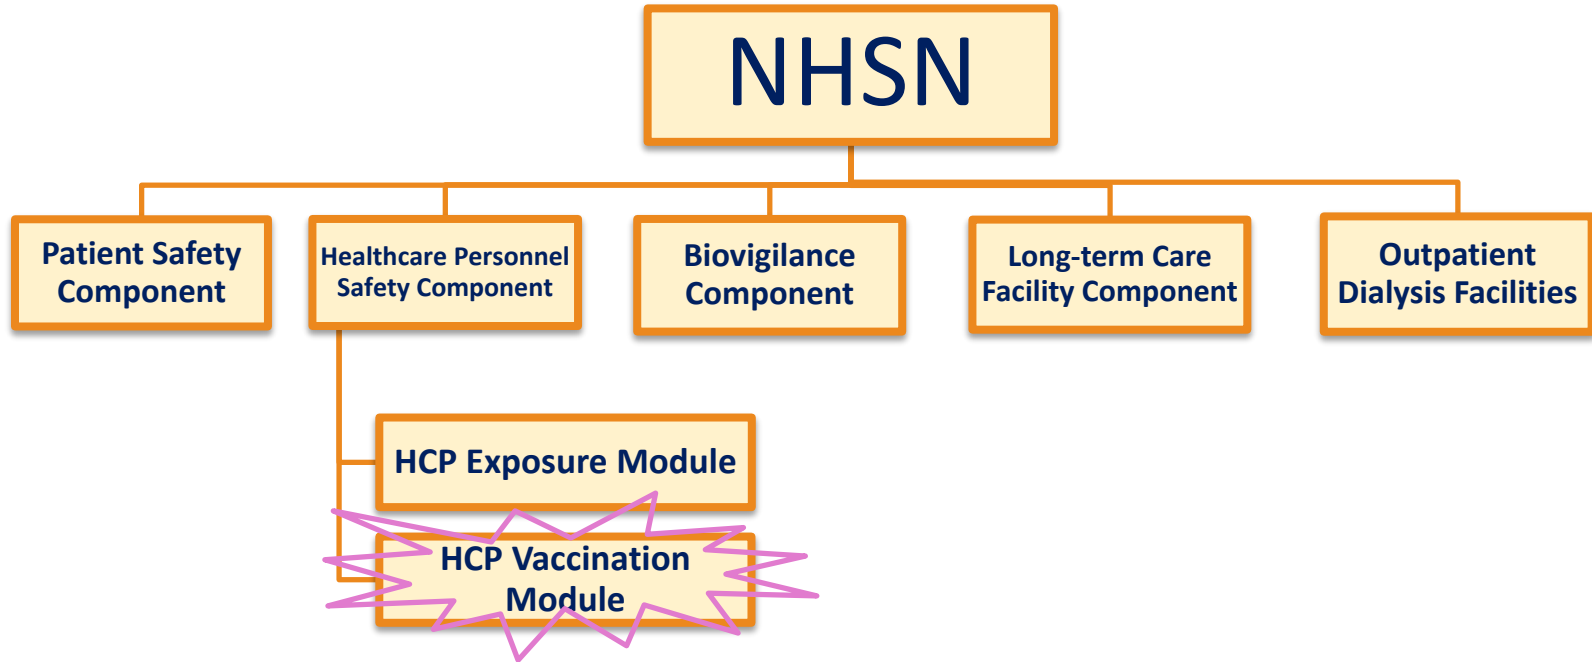 NHSN
Patient Safety
Component
Healthcare Personnel
Safety Component
Biovigilance
Component
Long-term Care
Facility Component
Outpatient
Dialysis Facilities
HCP Exposure Module
HCP Vaccination
Module